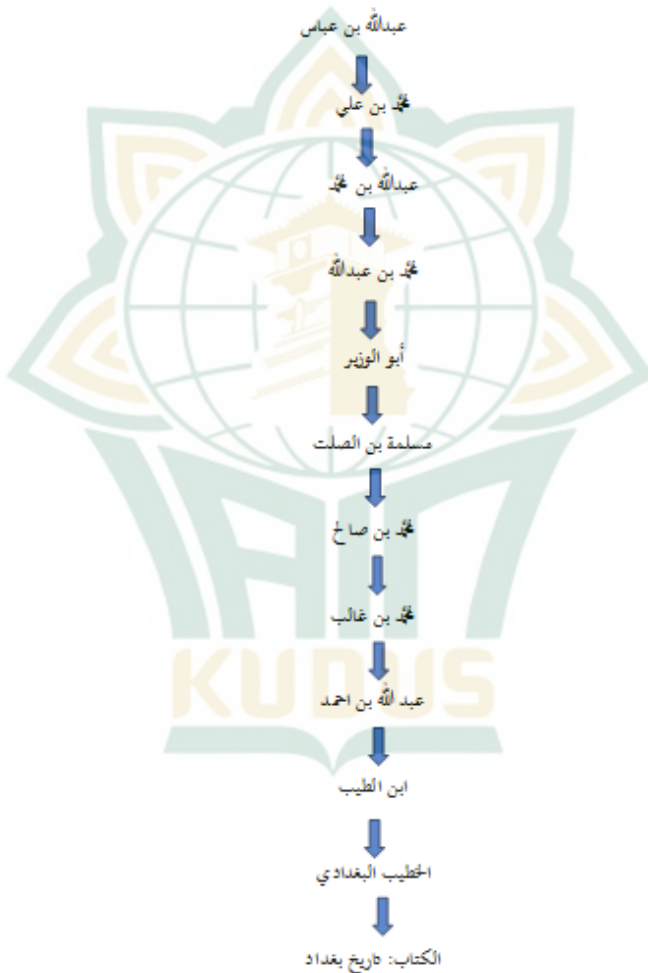 عبدالله بن عباس
محمد بن علي
عبدالله بن محمد
محمد بن عبدالله
أبو الوزير
مسلمة بن الصلت
محمد بن صالح
محمد بن غالب
عبد الله بن احمد
ابن الطيب
الخطيب البغدادي
الكتاب: تاريخ بغداد
IAIN
KUDUS